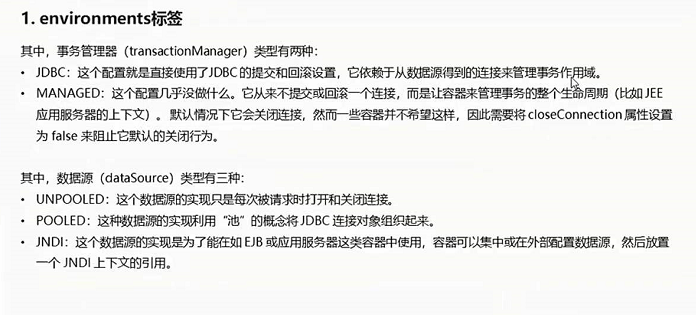 1. environments标签
其中，事务管理器（transactionManager）类型有两种：
• JDBC：这个配置就是直接使用了JDBC 的提交和回滚设置，它依赖于从数据源得到的连接来管理事务作用域。
• MANAGED：这个配置几乎没做什么。它从来不提交或回滚一个连接，而是让容器来管理事务的整个生命周期（比如 JEE
应用服务器的上下文）。 默认情况下它会关闭连接，然而一些容器并不希望这样，因此需要将 closeConnection 属性设置
为 false 来阻止它默认的关闭行为。
其中，数据源（dataSource）类型有三种：
• UNPOOLED：这个数据源的实现只是每次被请求时打开和关闭连接。
• POOLED：这种数据源的实现利用“池”的概念将 JDBC 连接对象组织起来。
• JNDI：这个数据源的实现是为了能在如 EJB 或应用服务器这类容器中使用，容器可以集中或在外部配置数据源，然后放置
一个 JNDI 上下文的引用。